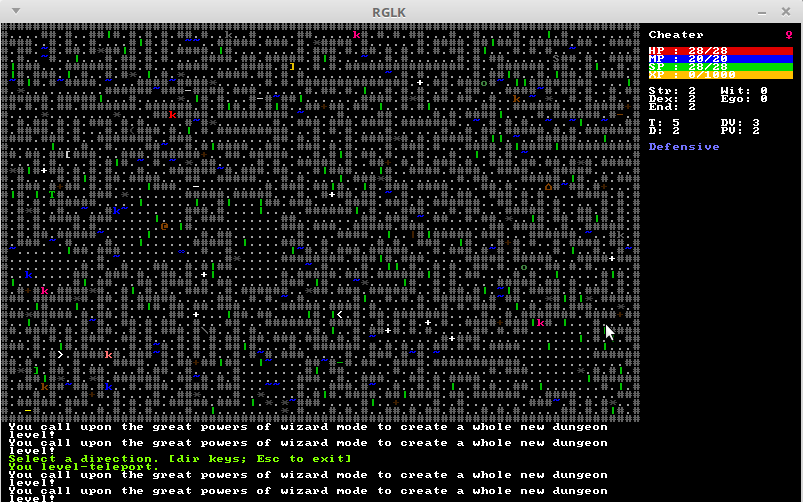 RGLK
Cheater ♀
HP : 28/28
MP : 20/20
SP : 28/28
XP : 0/1000
Str: 2 Wit: 0
Dex: 2 Ego: 0
End: 2
T: 5 DV: 3
D: 2 PV: 2
Defensive
You call upon the great powers of wizard mode to create a whole new dungeon
level!
You call upon the great powers of wizard mode to create a whole new dungeon
level!
Select a direction. [dir keys; Esc to exit]
You level-teleport.
You call upon the great powers of wizard mode to create a whole new dungeon
level!
You call upon the great powers of wizard mode to create a whole new dungeon
level!